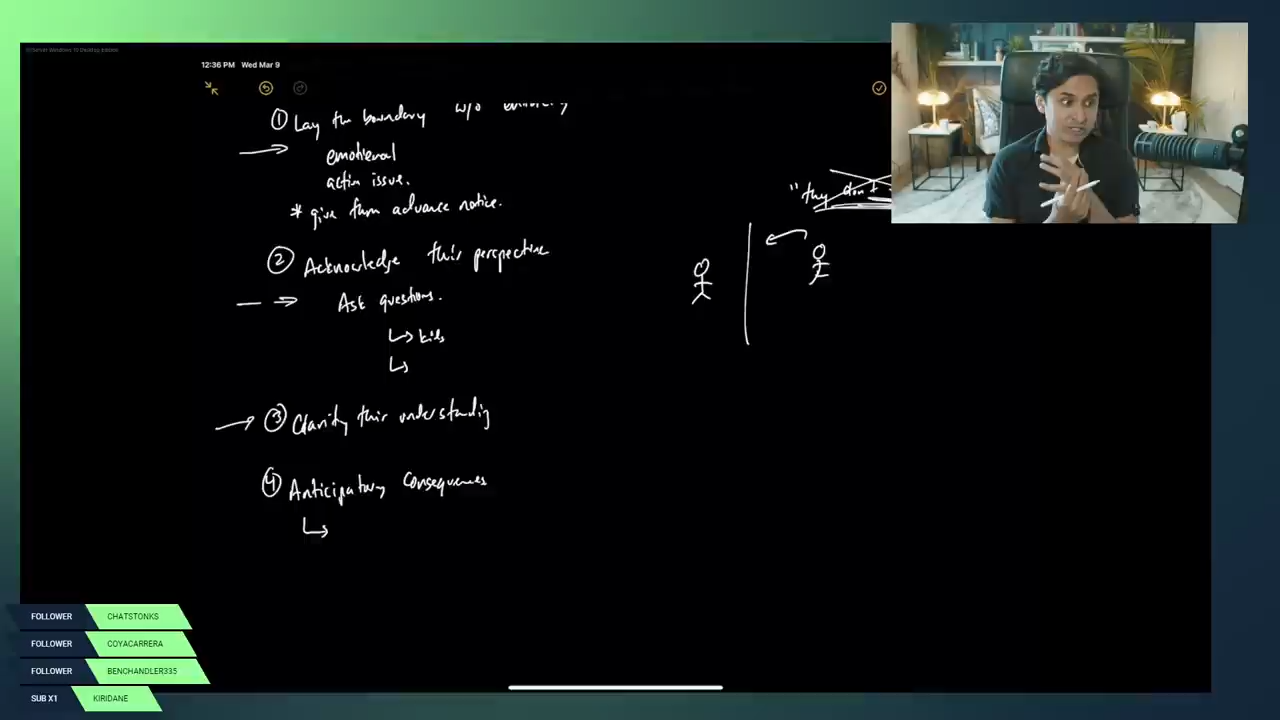 12:36 PM Wed Mar 9
① Lay the boundary w/o
emotional
action issue.
* give them advance notice.
② Acknowledge their perspective
Ask questions.
↳ kids
↳
③ Clarify their understanding
④ Anticipatory Consequences
↳
"they don't
FOLLOWER CHATSTONKS
FOLLOWER COYACARRERA
FOLLOWER BENCHANDLER335
SUB X1 KIRIDANE